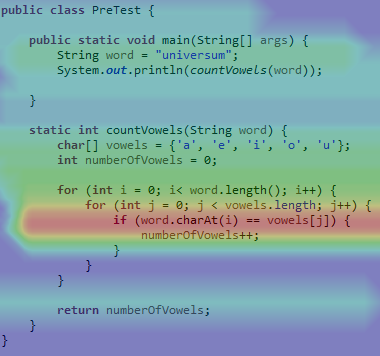 public class PreTest {
public static void main(String[] args) {
String word = "universum";
System.out.println(countVowels(word));
}
static int countVowels(String word) {
char[] vowels = {'a', 'e', 'i', 'o', 'u'};
int numberOfVowels = 0;
for (int i = 0; i< word.length(); i++) {
for (int j = 0; j < vowels.length; j++) {
if (word.charAt(i) == vowels[j]) {
numberOfVowels++;
}
}
}
return numberOfVowels;
}
}